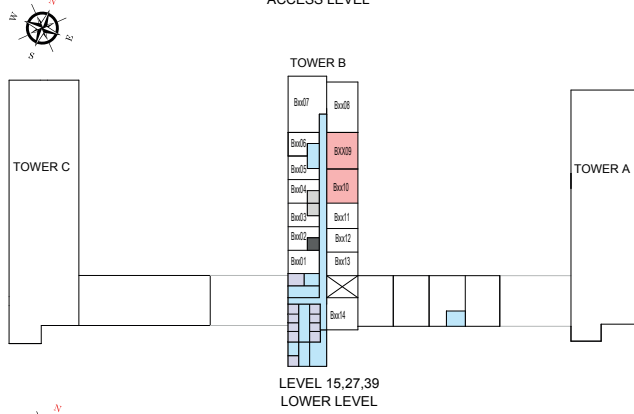 ACCESS LEVEL
N
W
E
S
TOWER B
Bxx07
Bxx08
Bxx06
BXX09
TOWER C
Bxx05
TOWER A
Bxx04
Bxx10
Bxx03
Bxx11
Bxx02
Bxx12
Bxx01
Bxx13
Bxx14
LEVEL 15,27,39
LOWER LEVEL
N